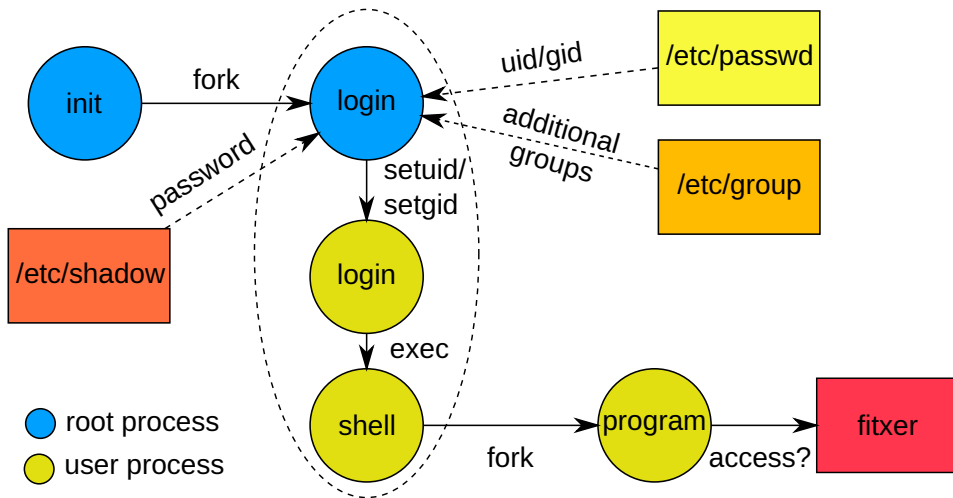 init
fork
login
uid/gid
/etc/passwd
additional
groups
/etc/group
password
setuid/
setgid
/etc/shadow
login
exec
shell
fork
program
access?
fitxer
root process
user process